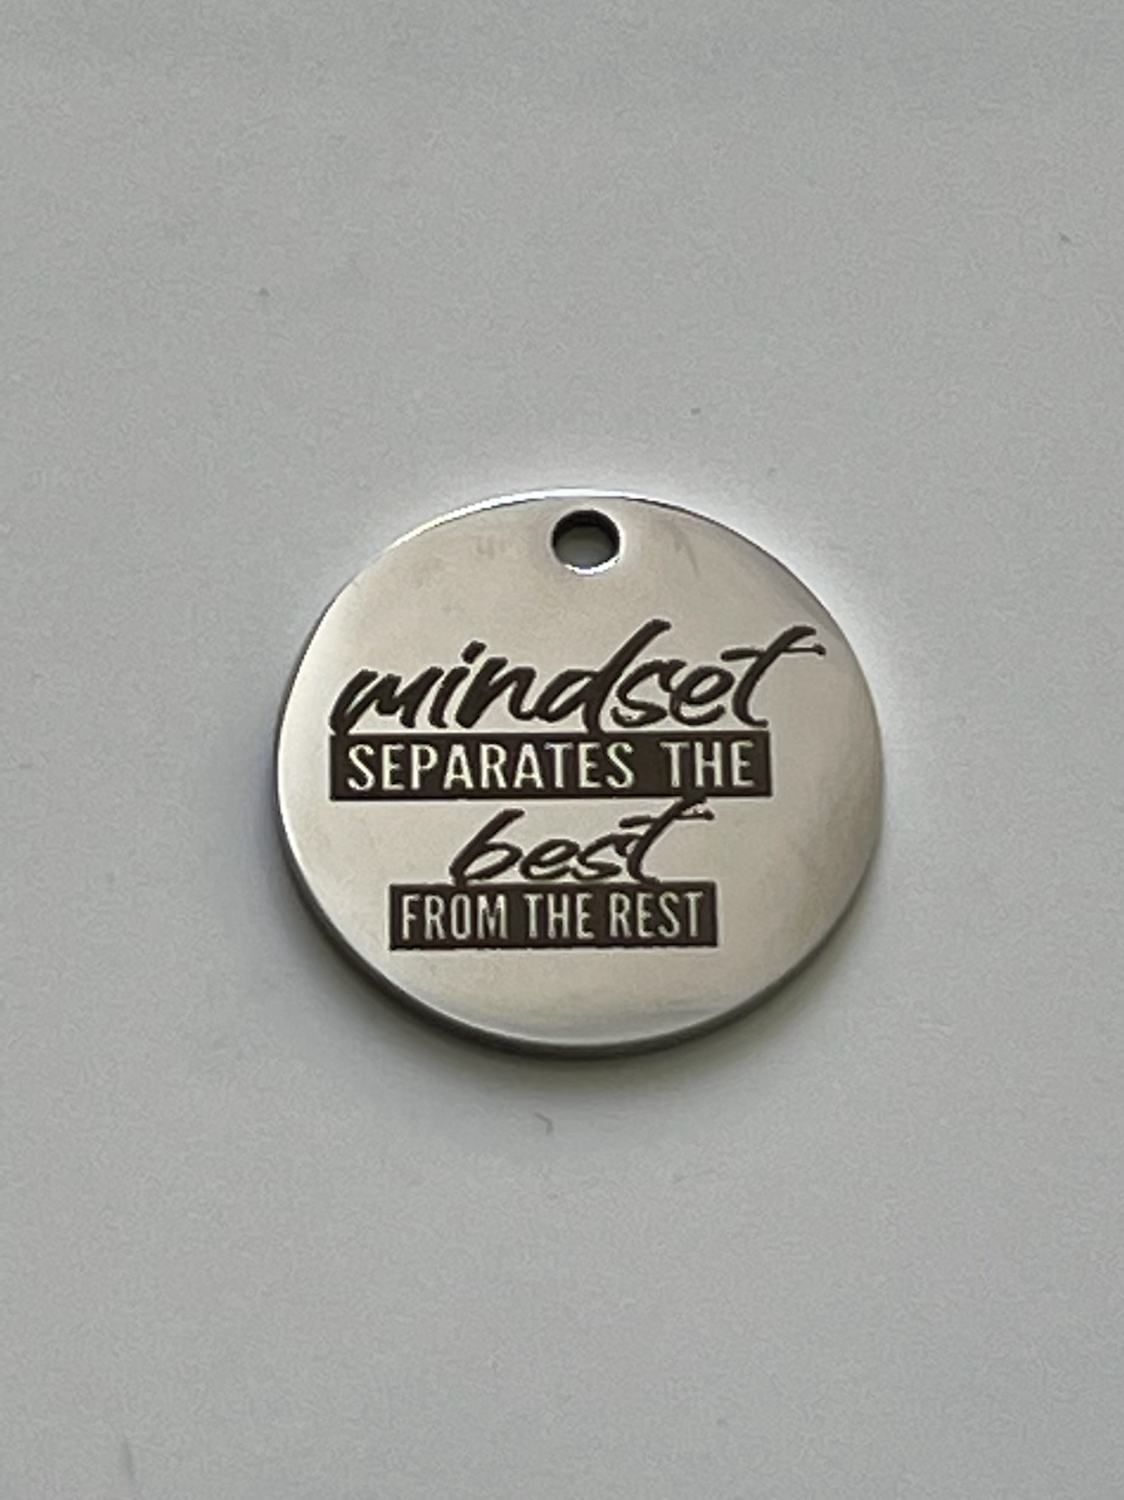 mindset
SEPARATES THE
best
FROM THE REST